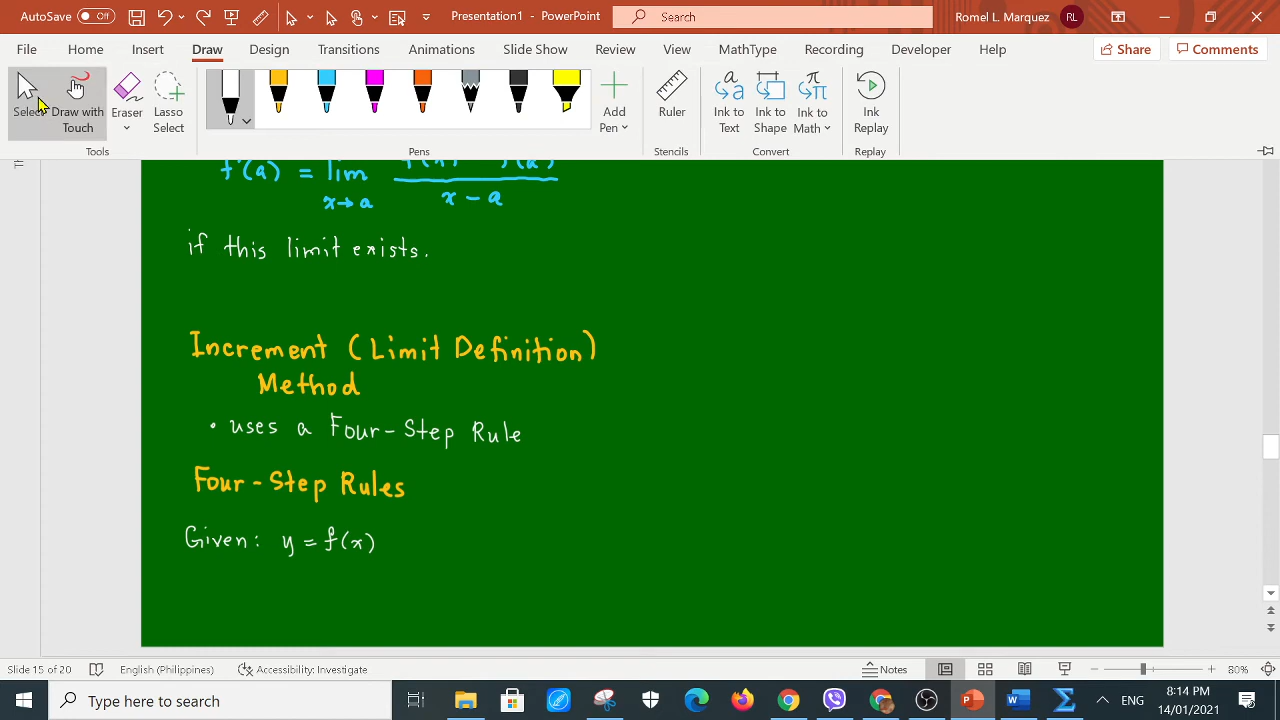 AutoSave Off Presentation1 - PowerPoint Search Romel L. Marquez RL
File Home Insert Draw Design Transitions Animations Slide Show Review View MathType Recording Developer Help Share Comments
Select Draw with Touch Eraser Lasso Select Add Pen Ruler Ink to Text Ink to Shape Ink to Math Ink Replay
Tools Pens Stencils Convert Replay
f'(a) = lim f(x) - f(a)
x→a x - a
if this limit exists.
Increment (Limit Definition)
Method
• uses a Four-Step Rule
Four-Step Rules
Given: y = f(x)
Slide 15 of 20 English (Philippines) Accessibility: Investigate Notes 80%
Type here to search ENG 8:14 PM
14/01/2021